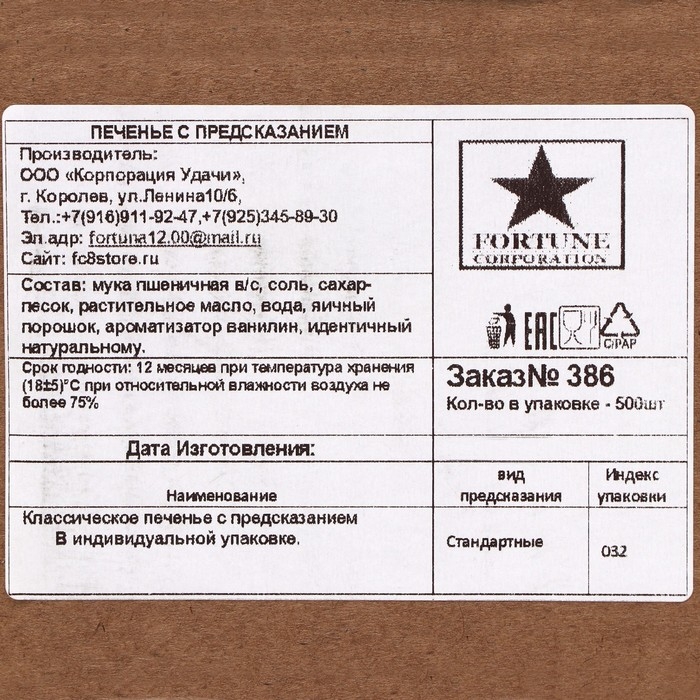 ПЕЧЕНЬЕ С ПРЕДСКАЗАНИЕМ
Производитель:
ООО «Корпорация Удачи»,
г. Королев, ул.Ленина10/6,
Тел.:+7(916)911-92-47,+7(925)345-89-30
Эл.адр: fortuna12.00@mail.ru
Сайт: fc8store.ru
FORTUNE
CORPORATION
Состав: мука пшеничная в/с, соль, сахар-
песок, растительное масло, вода, яичный
порошок, ароматизатор ванилин, идентичный
натуральному.
EAC
C/PAP
Срок годности: 12 месяцев при температура хранения
(18±5)°С при относительной влажности воздуха не
более 75%
Заказ№ 386
Кол-во в упаковке - 500шт
Дата Изготовления:
Наименование
вид
предсказания
Индекс
упаковки
Классическое печенье с предсказанием
В индивидуальной упаковке.
Стандартные
032